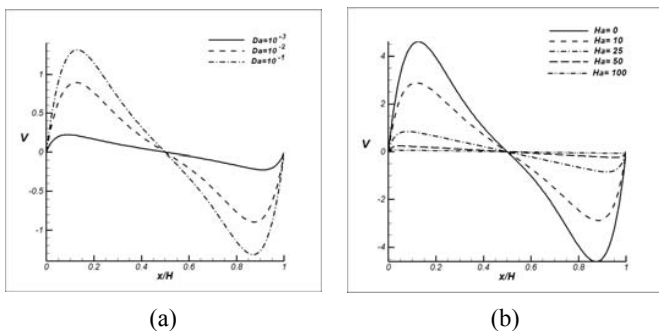 Da=10⁻³
Da=10⁻²
Da=10⁻¹
1
0.5
V
0
-0.5
-1
0
0.2
0.4
0.6
0.8
1
x/H
(a)
Ha= 0
Ha= 10
Ha= 25
Ha= 50
Ha= 100
4
2
V
0
-2
-4
0
0.2
0.4
0.6
0.8
1
x/H
(b)